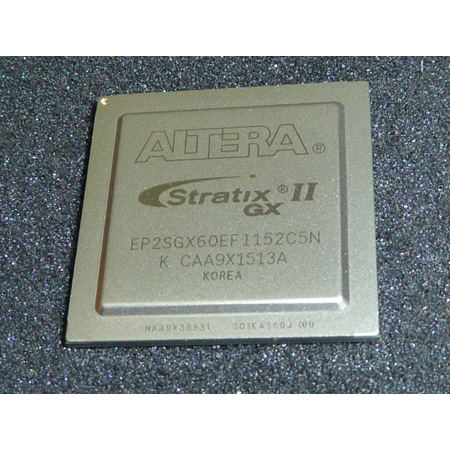 ALTERA®
Stratix® II
GX
EP2SGX60EF1152C5N
K CAA9X1513A
KOREA